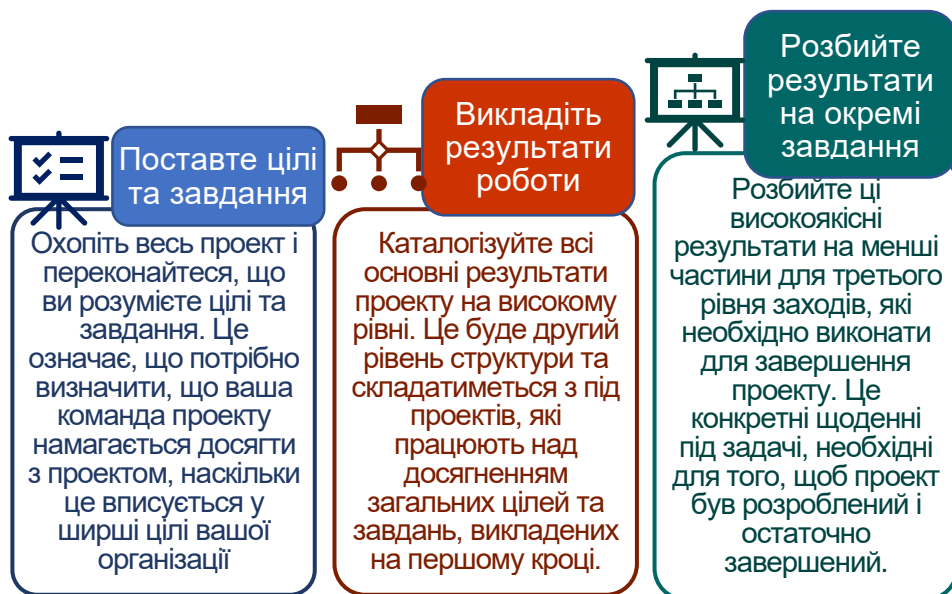 Поставте цілі
та завдання
Охопіть весь проект і
переконайтеся, що
ви розумієте цілі та
завдання. Це
означає, що потрібно
визначити, що ваша
команда проекту
намагається досягти
з проектом, наскільки
це вписується у
ширші цілі вашої
організації
Викладіть
результати
роботи
Каталогізуйте всі
основні результати
проекту на високому
рівні. Це буде другий
рівень структури та
складатиметься з під
проектів, які
працюють над
досягненням
загальних цілей та
завдань, викладених
на першому кроці.
Розбийте
результати
на окремі
завдання
Розбийте ці
високоякісні
результати на менші
частини для третього
рівня заходів, які
необхідно виконати
для завершення
проекту. Це
конкретні щоденні
під задачі, необхідні
для того, щоб проект
був розроблений і
остаточно
завершений.